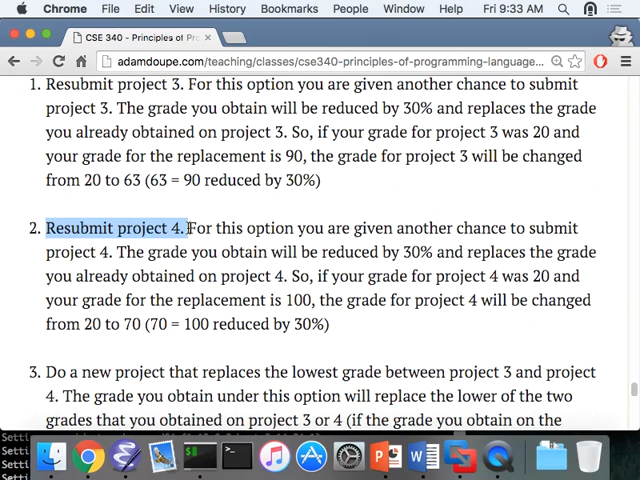 Chrome File Edit View History Bookmarks People Window Help Fri 9:33 AM
CSE 340 - Principles of Pr
adamdoupe.com/teaching/classes/cse340-principles-of-programming-language...
1. Resubmit project 3. For this option you are given another chance to submit
project 3. The grade you obtain will be reduced by 30% and replaces the grade
you already obtained on project 3. So, if your grade for project 3 was 20 and
your grade for the replacement is 90, the grade for project 3 will be changed
from 20 to 63 (63 = 90 reduced by 30%)
2. Resubmit project 4. For this option you are given another chance to submit
project 4. The grade you obtain will be reduced by 30% and replaces the grade
you already obtained on project 4. So, if your grade for project 4 was 20 and
your grade for the replacement is 100, the grade for project 4 will be changed
from 20 to 70 (70 = 100 reduced by 30%)
3. Do a new project that replaces the lowest grade between project 3 and project
4. The grade you obtain under this option will replace the lower of the two
grades that you obtained on project 3 or 4 (if the grade you obtain on the
Setti
Setti
Setti
Setti